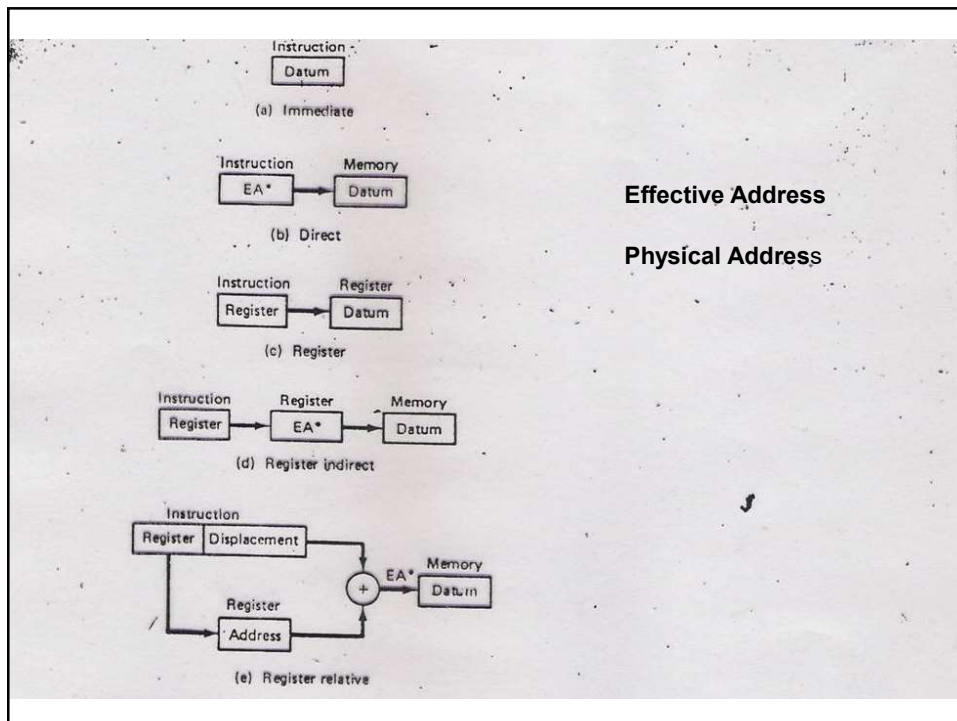 Instruction
Datum
(a) Immediate
Instruction Memory
EA* Datum
(b) Direct
Effective Address
Physical Address
Instruction Register
Register Datum
(c) Register
Instruction Register Memory
Register EA* Datum
(d) Register indirect
Instruction
Register Displacement
+ EA* Memory
Datum
Register
Address
(e) Register relative